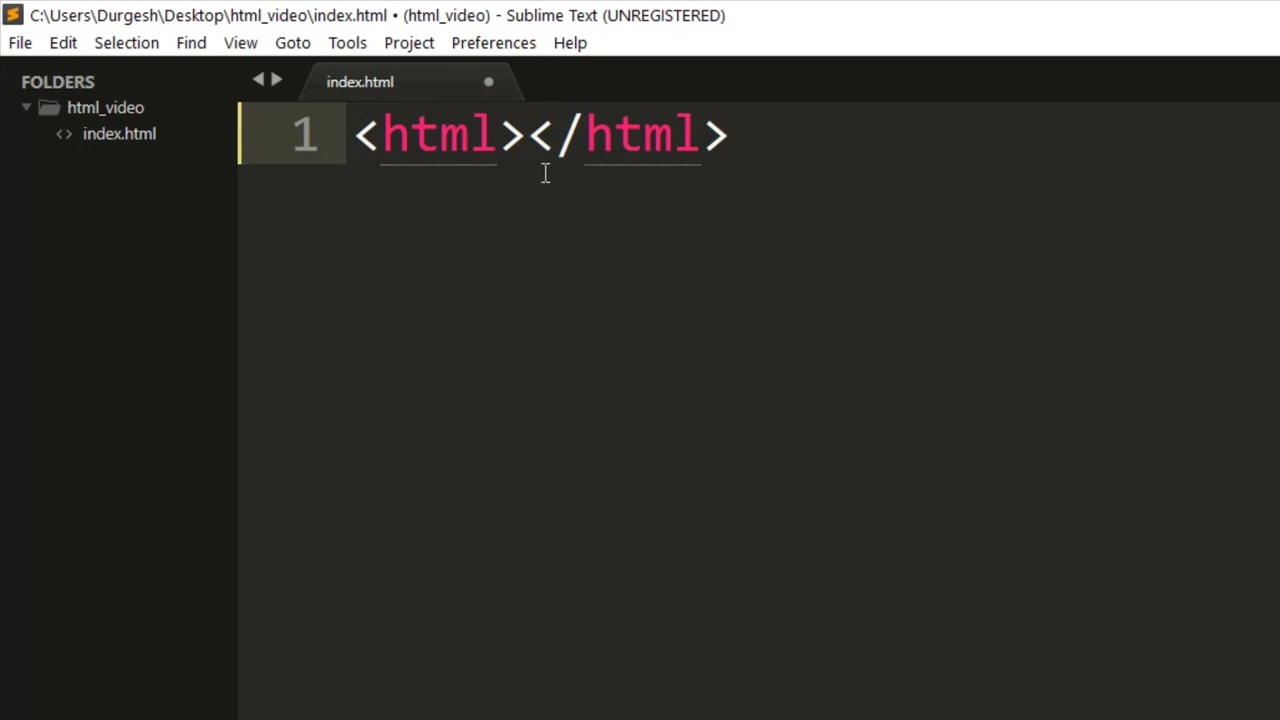 C:\Users\Durgesh\Desktop\html_video\index.html • (html_video) - Sublime Text (UNREGISTERED)
File Edit Selection Find View Goto Tools Project Preferences Help
FOLDERS
html_video
<> index.html
index.html
1 <html></html>